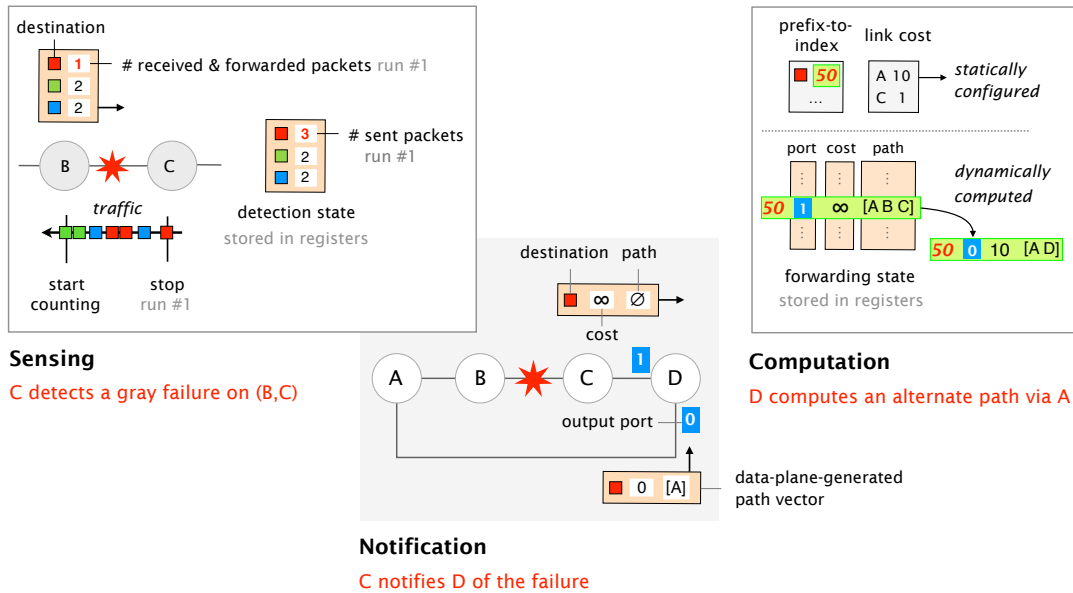 destination
1
# received & forwarded packets run #1
2
2
3
# sent packets
run #1
2
2
B
C
detection state
stored in registers
traffic
start
counting
stop
run #1
Sensing
C detects a gray failure on (B,C)
destination
path
∞
∅
cost
A
B
C
1
D
output port
0
0
[A]
data-plane-generated
path vector
Notification
C notifies D of the failure
prefix-to-
index
link cost
50
...
A 10
C 1
statically
configured
port
cost
path
dynamically
computed
⋮ ⋮ ⋮
50 1 ∞ [A B C]
⋮ ⋮ ⋮
50 0 10 [A D]
forwarding state
stored in registers
Computation
D computes an alternate path via A